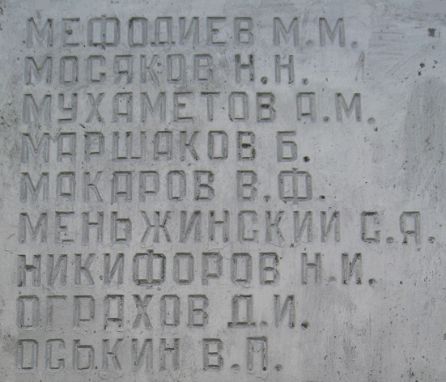 МЕФОДИЕВ М.М.
МОСЯКОВ Н.Н.
МУХАМЕТОВ А.М.
МАРШАКОВ Б.
МАКАРОВ В.Ф.
МЕНЬЖИНСКИЙ С.Я.
НИКИФОРОВ Н.И.
ОГРАХОВ Д.И.
ОСЬКИН В.П.